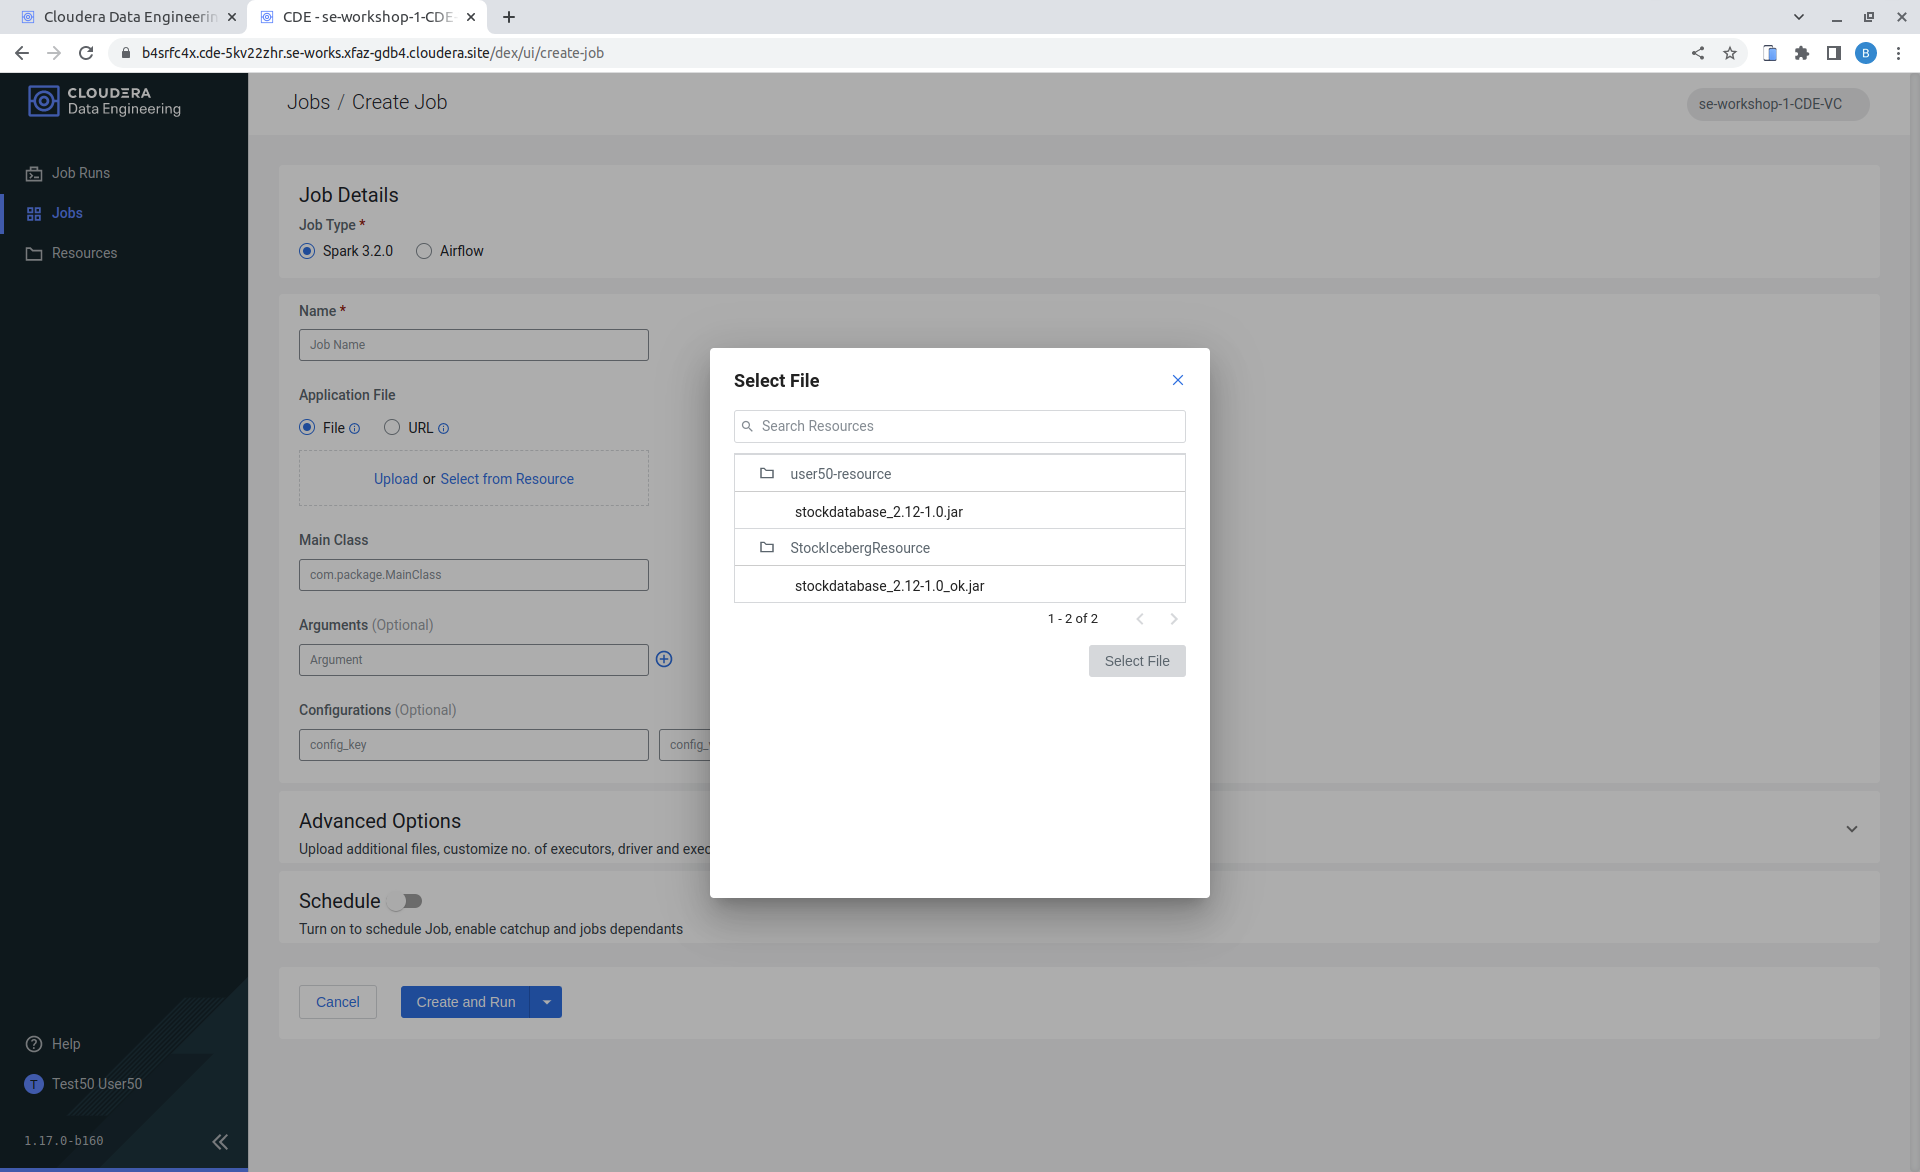 Cloudera Data Engineerin
CDE - se-workshop-1-CDE-
b4srfc4x.cde-5kv22zhr.se-works.xfaz-gdb4.cloudera.site/dex/ui/create-job
B
CLOUDERA
Data Engineering
Job Runs
Jobs
Resources
Help
T Test50 User50
1.17.0-b160
Jobs / Create Job
se-workshop-1-CDE-VC
Job Details
Job Type *
Spark 3.2.0 Airflow
Name *
Job Name
Application File
File URL
Upload or Select from Resource
Main Class
com.package.MainClass
Arguments (Optional)
Argument
Configurations (Optional)
config_key config_
Advanced Options
Upload additional files, customize no. of executors, driver and exec
Schedule
Turn on to schedule Job, enable catchup and jobs dependants
Cancel Create and Run
Select File
Search Resources
user50-resource
stockdatabase_2.12-1.0.jar
StockIcebergResource
stockdatabase_2.12-1.0_ok.jar
1 - 2 of 2
Select File